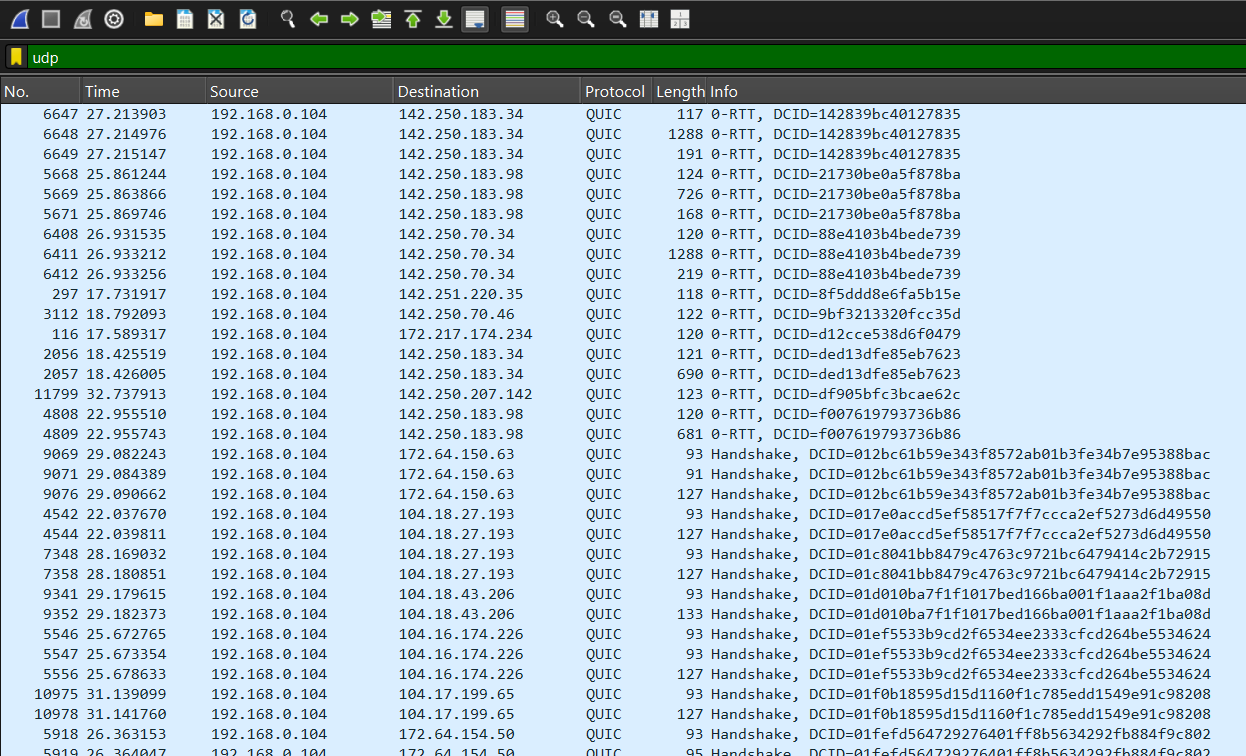 udp
No. Time Source Destination Protocol Length Info
6647 27.213903 192.168.0.104 142.250.183.34 QUIC 117 0-RTT, DCID=142839bc40127835
6648 27.214976 192.168.0.104 142.250.183.34 QUIC 1288 0-RTT, DCID=142839bc40127835
6649 27.215147 192.168.0.104 142.250.183.34 QUIC 191 0-RTT, DCID=142839bc40127835
5668 25.861244 192.168.0.104 142.250.183.98 QUIC 124 0-RTT, DCID=21730be0a5f878ba
5669 25.863866 192.168.0.104 142.250.183.98 QUIC 726 0-RTT, DCID=21730be0a5f878ba
5671 25.869746 192.168.0.104 142.250.183.98 QUIC 168 0-RTT, DCID=21730be0a5f878ba
6408 26.931535 192.168.0.104 142.250.70.34 QUIC 120 0-RTT, DCID=88e4103b4bede739
6411 26.933212 192.168.0.104 142.250.70.34 QUIC 1288 0-RTT, DCID=88e4103b4bede739
6412 26.933256 192.168.0.104 142.250.70.34 QUIC 219 0-RTT, DCID=88e4103b4bede739
297 17.731917 192.168.0.104 142.251.220.35 QUIC 118 0-RTT, DCID=8f5ddd8e6fa5b15e
3112 18.792093 192.168.0.104 142.250.70.46 QUIC 122 0-RTT, DCID=9bf3213320fcc35d
116 17.589317 192.168.0.104 172.217.174.234 QUIC 120 0-RTT, DCID=d12cce538d6f0479
2056 18.425519 192.168.0.104 142.250.183.34 QUIC 121 0-RTT, DCID=ded13dfe85eb7623
2057 18.426005 192.168.0.104 142.250.183.34 QUIC 690 0-RTT, DCID=ded13dfe85eb7623
11799 32.737913 192.168.0.104 142.250.207.142 QUIC 123 0-RTT, DCID=df905bfc3bcae62c
4808 22.955510 192.168.0.104 142.250.183.98 QUIC 120 0-RTT, DCID=f007619793736b86
4809 22.955743 192.168.0.104 142.250.183.98 QUIC 681 0-RTT, DCID=f007619793736b86
9069 29.082243 192.168.0.104 172.64.150.63 QUIC 93 Handshake, DCID=012bc61b59e343f8572ab01b3fe34b7e95388bac
9071 29.084389 192.168.0.104 172.64.150.63 QUIC 91 Handshake, DCID=012bc61b59e343f8572ab01b3fe34b7e95388bac
9076 29.090662 192.168.0.104 172.64.150.63 QUIC 127 Handshake, DCID=012bc61b59e343f8572ab01b3fe34b7e95388bac
4542 22.037670 192.168.0.104 104.18.27.193 QUIC 93 Handshake, DCID=017e0accd5ef58517f7f7ccca2ef5273d6d49550
4544 22.039811 192.168.0.104 104.18.27.193 QUIC 127 Handshake, DCID=017e0accd5ef58517f7f7ccca2ef5273d6d49550
7348 28.169032 192.168.0.104 104.18.27.193 QUIC 93 Handshake, DCID=01c8041bb8479c4763c9721bc6479414c2b72915
7358 28.180851 192.168.0.104 104.18.27.193 QUIC 127 Handshake, DCID=01c8041bb8479c4763c9721bc6479414c2b72915
9341 29.179615 192.168.0.104 104.18.43.206 QUIC 93 Handshake, DCID=01d010ba7f1f1017bed166ba001f1aaa2f1ba08d
9352 29.182373 192.168.0.104 104.18.43.206 QUIC 133 Handshake, DCID=01d010ba7f1f1017bed166ba001f1aaa2f1ba08d
5546 25.672765 192.168.0.104 104.16.174.226 QUIC 93 Handshake, DCID=01ef5533b9cd2f6534ee2333cfcd264be5534624
5547 25.673354 192.168.0.104 104.16.174.226 QUIC 93 Handshake, DCID=01ef5533b9cd2f6534ee2333cfcd264be5534624
5556 25.678633 192.168.0.104 104.16.174.226 QUIC 127 Handshake, DCID=01ef5533b9cd2f6534ee2333cfcd264be5534624
10975 31.139099 192.168.0.104 104.17.199.65 QUIC 93 Handshake, DCID=01f0b18595d15d1160f1c785edd1549e91c98208
10978 31.141760 192.168.0.104 104.17.199.65 QUIC 127 Handshake, DCID=01f0b18595d15d1160f1c785edd1549e91c98208
5918 26.363153 192.168.0.104 172.64.154.50 QUIC 93 Handshake, DCID=01fefd564729276401ff8b5634252fb884f9c802
5919 26.364047 192.168.0.104 172.64.154.50 QUIC 95 Handshake, DCID=01fefd564729276401ff8b5634252fb884f9c802